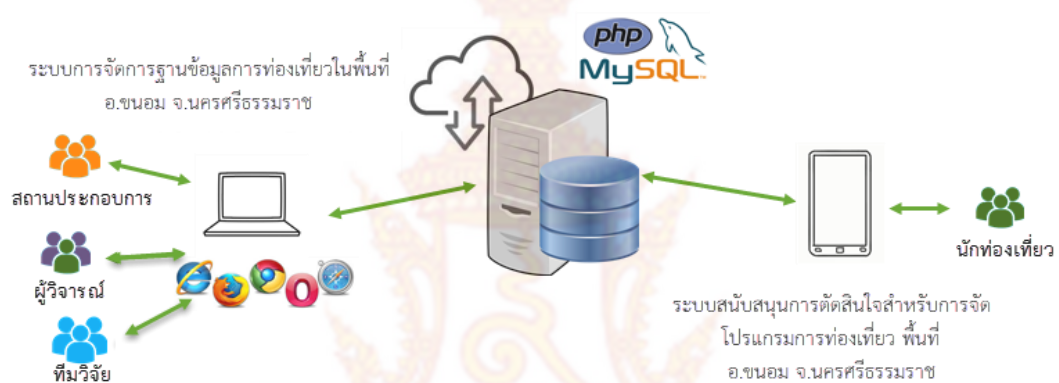 php
MySQL
ระบบการจัดการฐานข้อมูลการท่องเที่ยวในพื้นที่
อ.ขนอม จ.นครศรีธรรมราช
สถานประกอบการ
ผู้วิจารณ์
ทีมวิจัย
นักท่องเที่ยว
ระบบสนับสนุนการตัดสินใจสำหรับการจัด
โปรแกรมการท่องเที่ยว พื้นที่
อ.ขนอม จ.นครศรีธรรมราช